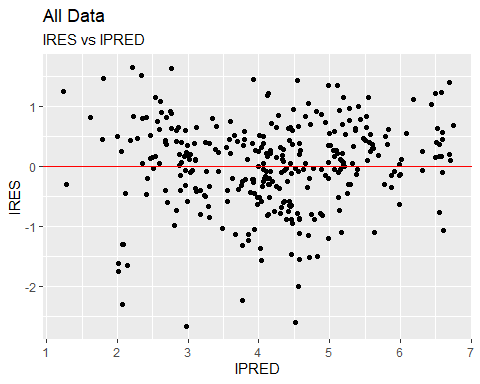 All Data
IRES vs IPRED
IRES
1
0
-1
-2
1
2
3
4
5
6
7
IPRED